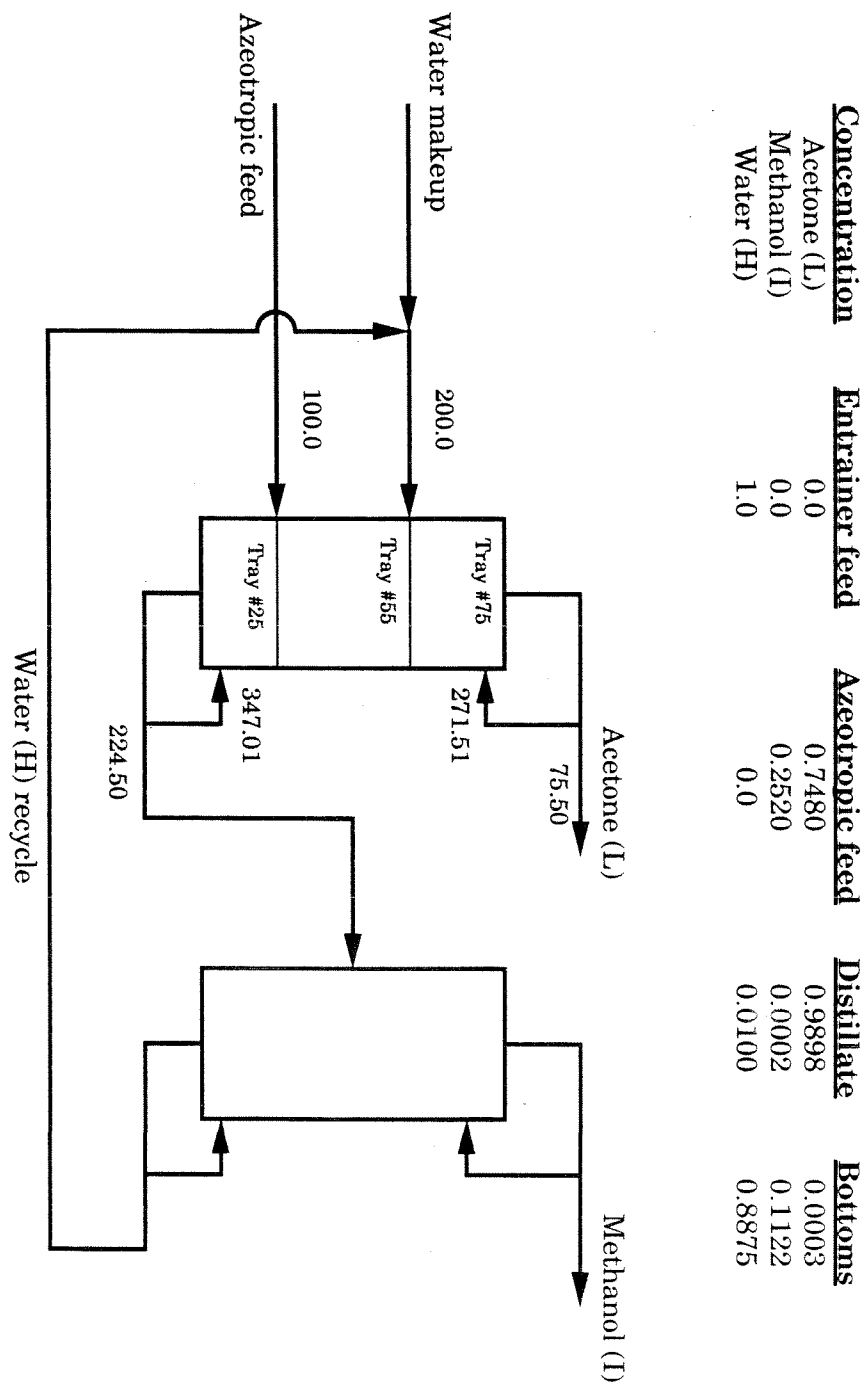 Concentration Entrainer feed Azeotropic feed Distillate Bottoms
Acetone (L) 0.0 0.7480 0.9898 0.0003
Methanol (I) 0.0 0.2520 0.0002 0.1122
Water (H) 1.0 0.0 0.0100 0.8875
Acetone (L)
Methanol (I)
75.50
271.51
Tray #75
Water makeup
200.0
Tray #55
Azeotropic feed
100.0
Tray #25
347.01
224.50
Water (H) recycle